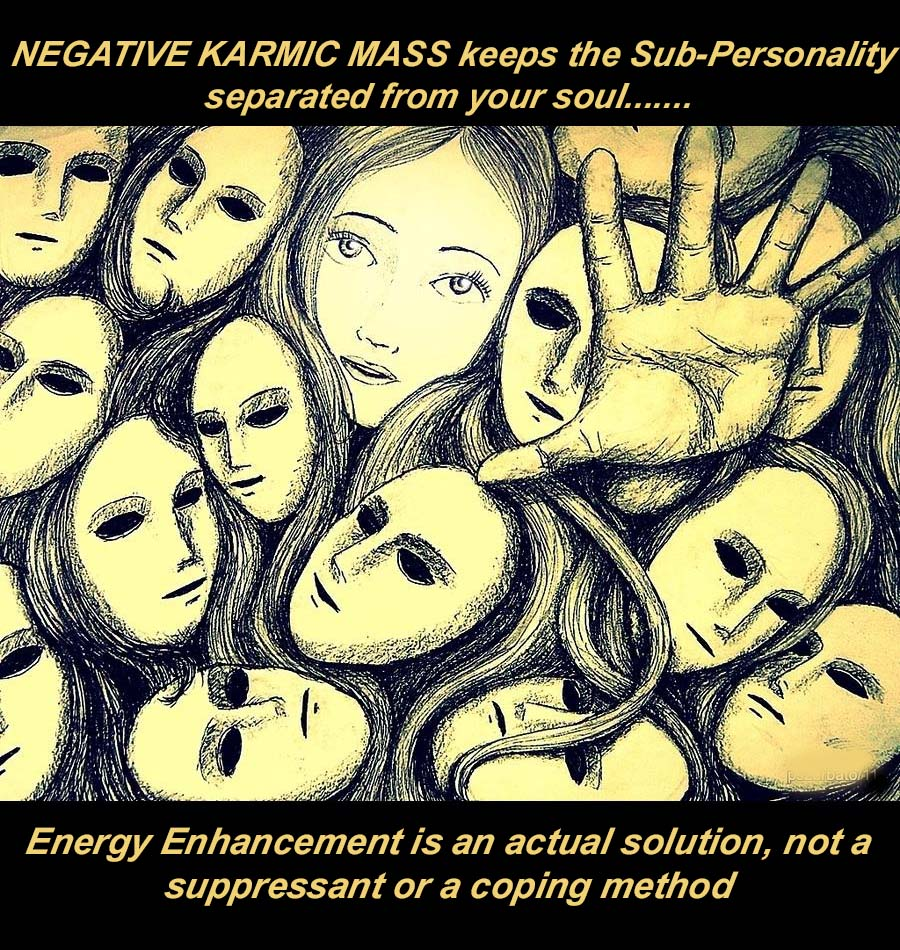 NEGATIVE KARMIC MASS keeps the Sub-Personality
separated from your soul.......
Energy Enhancement is an actual solution, not a
suppressant or a coping method